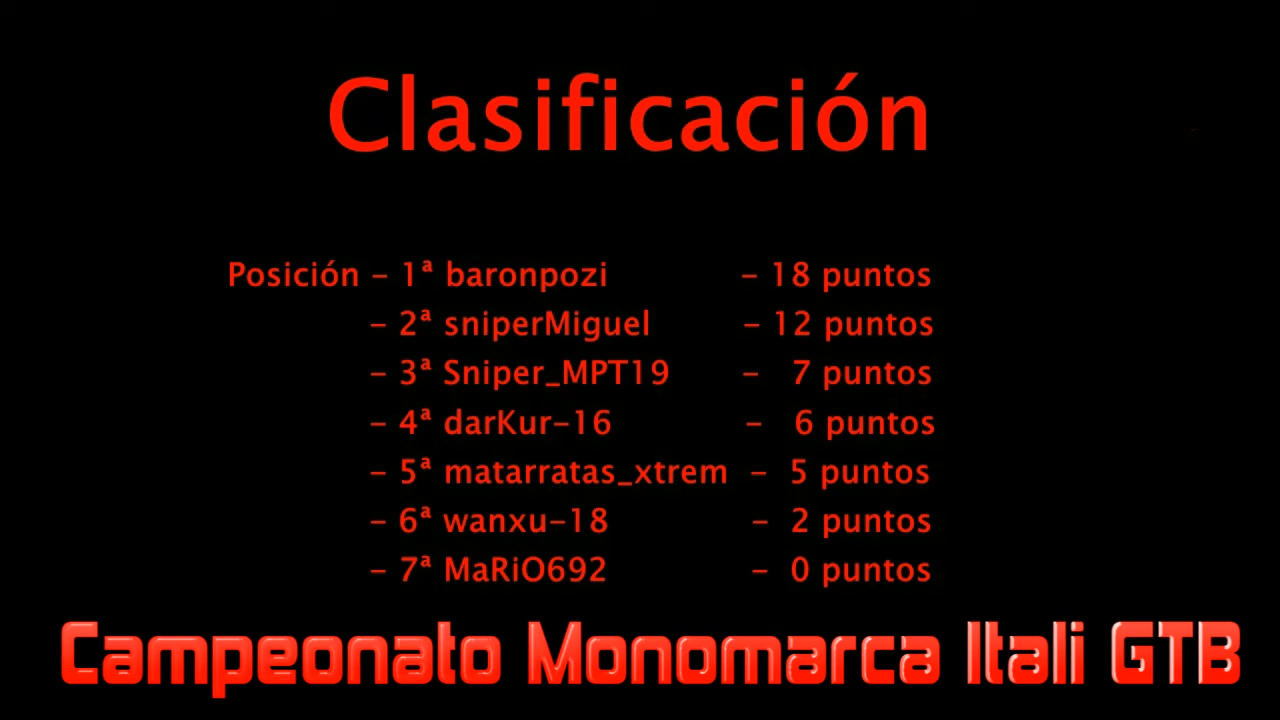 Clasificación
Posición - 1ª baronpozi - 18 puntos
- 2ª sniperMiguel - 12 puntos
- 3ª Sniper_MPT19 - 7 puntos
- 4ª darKur-16 - 6 puntos
- 5ª matarratas_xtrem - 5 puntos
- 6ª wanxu-18 - 2 puntos
- 7ª MaRiO692 - 0 puntos
Campeonato Monomarca Itali GTB